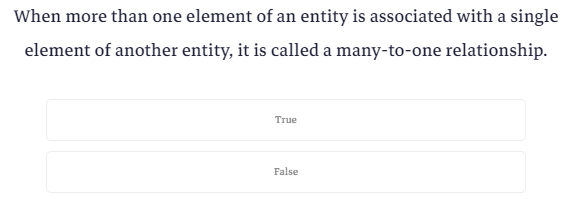 When more than one element of an entity is associated with a single
element of another entity, it is called a many-to-one relationship.
True
False